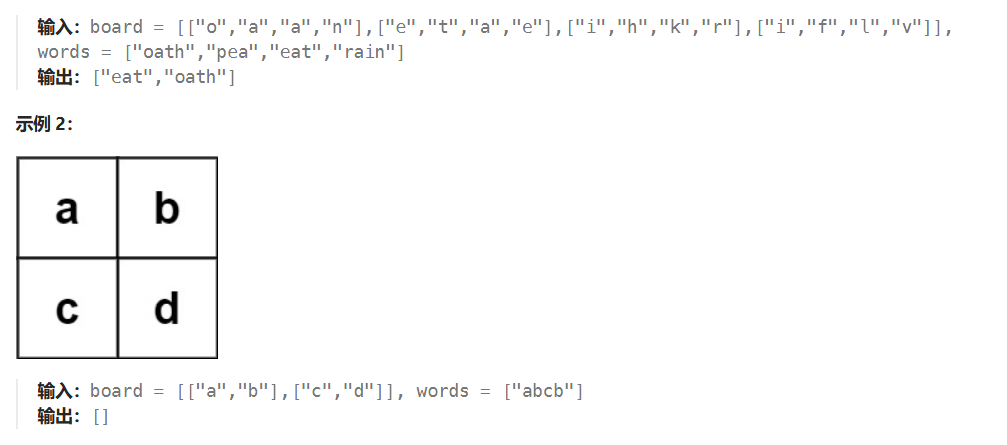 输入: board = [["o","a","a","n"],["e","t","a","e"],["i","h","k","r"],["i","f","l","v"]],
words = ["oath","pea","eat","rain"]
输出: ["eat","oath"]
示例 2:
a b
c d
输入: board = [["a","b"],["c","d"]], words = ["abcb"]
输出: []